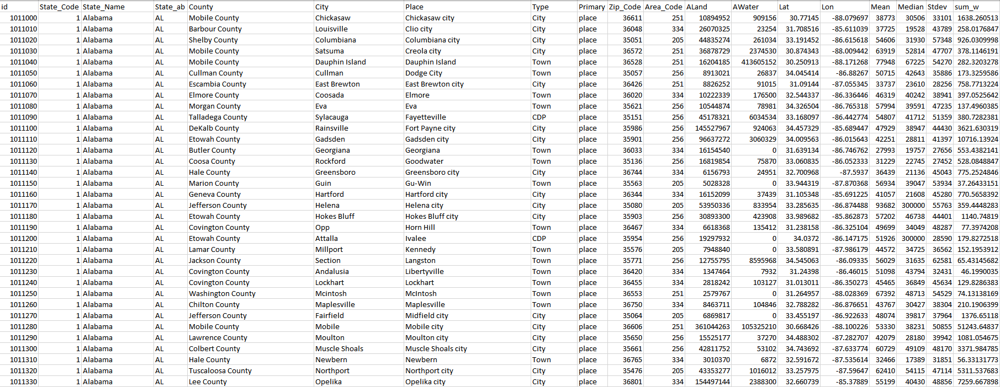 id State_Code State_Name State_ab County City Place Type Primary Zip_Code Area_Code ALand AWater Lat Lon Mean Median Stdev sum_w
1011000 1 Alabama AL Mobile County Chickasaw Chickasaw city City place 36611 251 10894952 909156 30.77145 -88.079697 38773 30506 33101 1638.260513
1011010 1 Alabama AL Barbour County Louisville Clio city City place 36048 334 26070325 23254 31.708516 -85.611039 37725 19528 43789 258.0176847
1011020 1 Alabama AL Shelby County Columbiana Columbiana city City place 35051 205 44835274 261034 33.191452 -86.615618 54606 31930 57348 926.0309998
1011030 1 Alabama AL Mobile County Satsuma Creola city City place 36572 251 36878729 2374530 30.874343 -88.009442 63919 52814 47707 378.1146191
1011040 1 Alabama AL Mobile County Dauphin Island Dauphin Island Town place 36528 251 16204185 413605152 30.250913 -88.171268 77948 67225 54270 282.3203278
1011050 1 Alabama AL Cullman County Cullman Dodge City Town place 35057 256 8913021 26837 34.045414 -86.88267 50715 42643 35886 173.3259586
1011060 1 Alabama AL Escambia County East Brewton East Brewton city City place 36426 251 8826252 91015 31.09144 -87.055345 33737 23610 28256 758.7713224
1011070 1 Alabama AL Elmore County Coosada Elmore Town place 36020 334 10222339 176500 32.544337 -86.336446 46319 40242 38941 397.0525642
1011080 1 Alabama AL Morgan County Eva Eva Town place 35621 256 10544874 78981 34.326504 -86.765318 57994 39591 47235 137.4960385
1011090 1 Alabama AL Talladega County Sylacauga Fayetteville CDP place 35151 256 45178321 6034534 33.168097 -86.442774 54807 41712 51359 380.7282381
1011100 1 Alabama AL DeKalb County Rainsville Fort Payne city City place 35986 256 145527967 924063 34.457329 -85.689447 47929 38947 44430 3621.630319
1011110 1 Alabama AL Etowah County Gadsden Gadsden city City place 35901 256 96637272 3060329 34.009563 -86.015643 42251 28811 41397 10716.13924
1011120 1 Alabama AL Butler County Georgiana Georgiana Town place 36033 334 16154540 0 31.639134 -86.746762 27993 19757 27656 553.4382141
1011130 1 Alabama AL Coosa County Rockford Goodwater Town place 35136 256 16819854 75870 33.060835 -86.052333 31229 22745 27452 528.0848847
1011140 1 Alabama AL Hale County Greensboro Greensboro city City place 36744 334 6156793 24951 32.700968 -87.5937 36439 21136 45043 775.2524846
1011150 1 Alabama AL Marion County Guin Gu-Win Town place 35563 205 5028328 0 33.944319 -87.870368 56934 39047 53934 37.26433151
1011160 1 Alabama AL Geneva County Hartford Hartford city City place 36344 334 16152099 37439 31.105348 -85.691225 41057 21608 45280 770.5658392
1011170 1 Alabama AL Jefferson County Helena Helena city City place 35080 205 53950336 833954 33.285635 -86.874488 93682 300000 55763 359.4448283
1011180 1 Alabama AL Etowah County Hokes Bluff Hokes Bluff city City place 35903 256 30893300 423908 33.989682 -85.862873 57202 46738 44401 1140.74819
1011190 1 Alabama AL Covington County Opp Horn Hill Town place 36467 334 6618368 135412 31.238158 -86.325104 49699 34049 48287 77.3974208
1011200 1 Alabama AL Etowah County Attalla Ivalee CDP place 35954 256 19297932 0 34.0372 -86.147175 51926 300000 28590 179.8272518
1011210 1 Alabama AL Lamar County Millport Kennedy Town place 35576 205 7948840 0 33.580891 -87.986179 44572 34725 36562 152.1953912
1011220 1 Alabama AL Jackson County Section Langston Town place 35771 256 12755795 8595968 34.545063 -86.09335 56029 31635 62581 65.43145682
1011230 1 Alabama AL Covington County Andalusia Libertyville Town place 36420 334 1347464 7932 31.24398 -86.46015 51098 43794 32431 46.1990035
1011240 1 Alabama AL Covington County Lockhart Lockhart Town place 36455 334 2818242 103127 31.013011 -86.350273 45465 36849 45634 129.8286383
1011250 1 Alabama AL Washington County Mcintosh McIntosh Town place 36553 251 2579767 0 31.264957 -88.028369 67392 48713 54529 74.13138169
1011260 1 Alabama AL Chilton County Maplesville Maplesville Town place 36750 334 8463711 104846 32.788282 -86.876651 43767 30427 38304 210.1906399
1011270 1 Alabama AL Jefferson County Fairfield Midfield city City place 35064 205 6869817 0 33.455197 -86.922633 48074 39817 37964 1376.65118
1011280 1 Alabama AL Mobile County Mobile Mobile city City place 36606 251 361044263 105325210 30.668426 -88.100226 53330 38231 50855 51243.64837
1011290 1 Alabama AL Lawrence County Moulton Moulton city City place 35650 256 15525177 37270 34.488302 -87.282707 42079 28180 39942 1081.054675
1011300 1 Alabama AL Colbert County Muscle Shoals Muscle Shoals city City place 35661 256 42811752 53102 34.743692 -87.633774 60729 49109 48170 3371.984785
1011310 1 Alabama AL Hale County Newbern Newbern Town place 36765 334 3010370 6872 32.591672 -87.535614 32466 17389 31851 56.33131773
1011320 1 Alabama AL Tuscaloosa County Northport Northport city City place 35476 205 43353277 1016012 33.257975 -87.59647 62410 54115 47114 5311.537683
1011330 1 Alabama AL Lee County Opelika Opelika city City place 36801 334 154497144 2388300 32.660739 -85.37889 55199 40430 48856 7259.667898